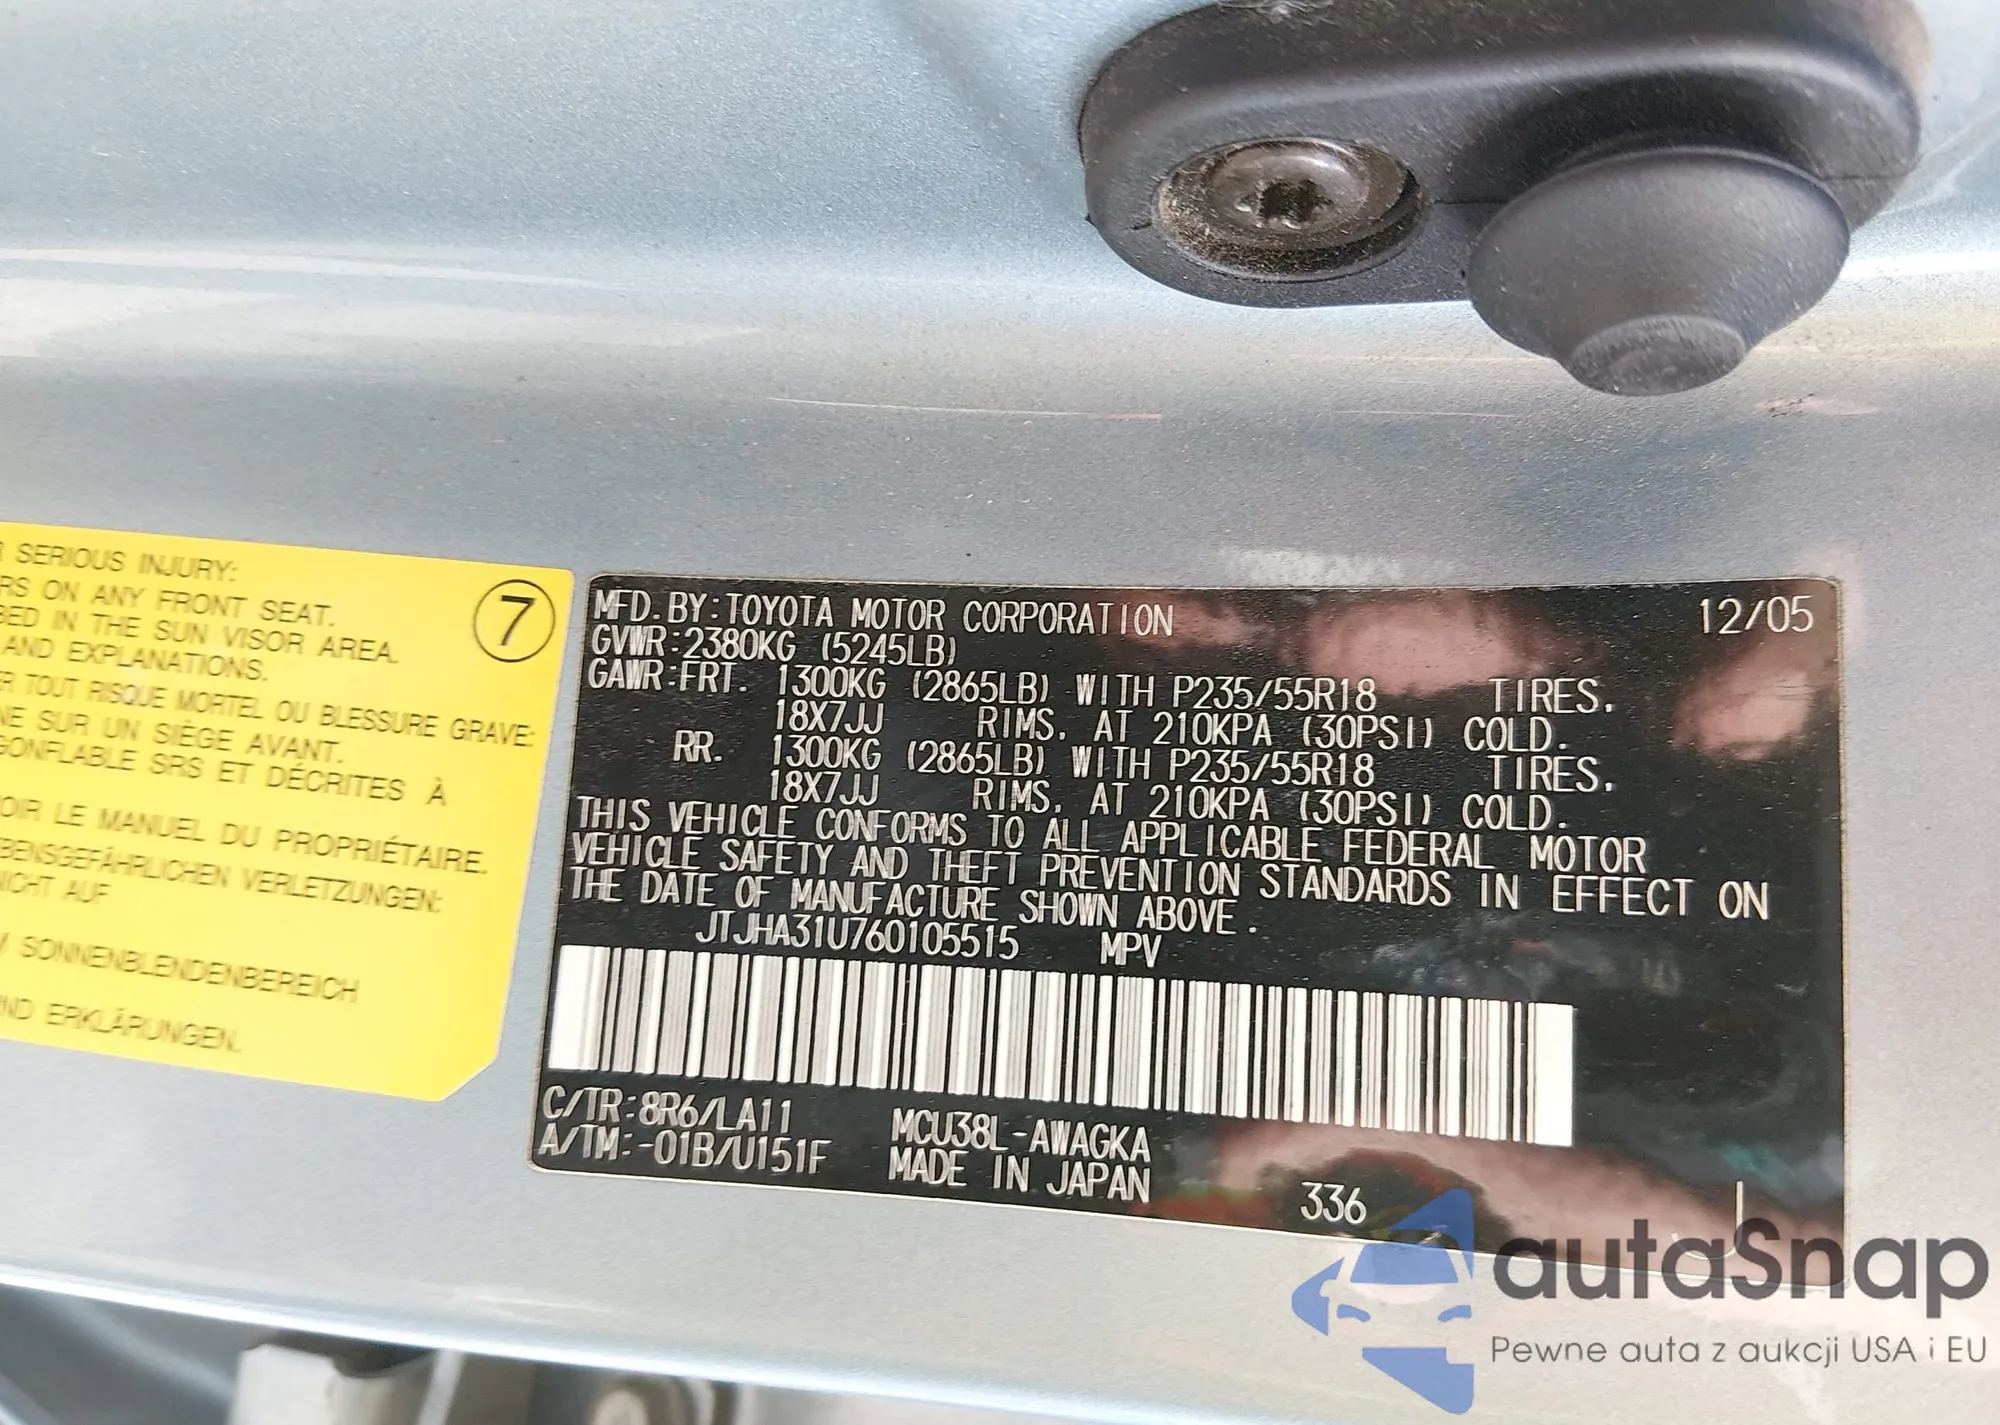 R SERIOUS INJURY:
RS ON ANY FRONT SEAT.
BED IN THE SUN VISOR AREA.
AND EXPLANATIONS.
ER TOUT RISQUE MORTEL OU BLESSURE GRAVE:
NE SUR UN SIÈGE AVANT.
GONFLABLE SRS ET DÉCRITES À
OIR LE MANUEL DU PROPRIÉTAIRE.
EBENSGEFÄHRLICHEN VERLETZUNGEN:
NICHT AUF
SONNENBLENDENBEREICH
ND ERKLÄRUNGEN.
7
MFD. BY: TOYOTA MOTOR CORPORATION 12/05
GVWR: 2380KG (5245LB)
GAWR: FRT. 1300KG (2865LB) WITH P235/55R18 TIRES.
18X7JJ RIMS. AT 210KPA (30PSI) COLD.
RR. 1300KG (2865LB) WITH P235/55R18 TIRES.
18X7JJ RIMS. AT 210KPA (30PSI) COLD.
THIS VEHICLE CONFORMS TO ALL APPLICABLE FEDERAL MOTOR
VEHICLE SAFETY AND THEFT PREVENTION STANDARDS IN EFFECT ON
THE DATE OF MANUFACTURE SHOWN ABOVE.
JTJHA31U760105515 MPV
C/TR: 8R6/LA11 MCU38L-AWAGKA
A/TM: -01B/U151F MADE IN JAPAN
336 J
autaSnap
Pewne auta z aukcji USA i EU